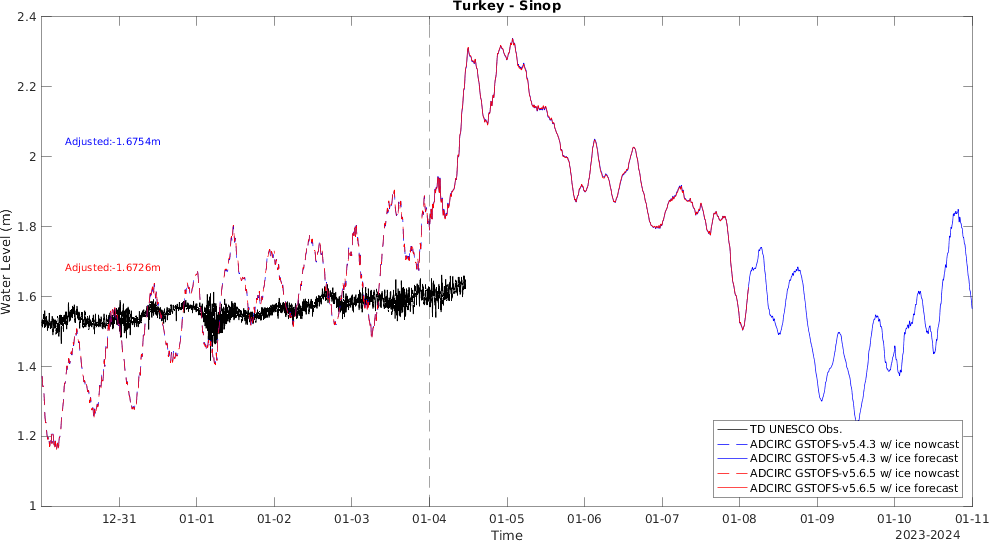 Turkey - Sinop
2.4
2.2
2
1.8
1.6
1.4
1.2
1
Water Level (m)
Adjusted:-1.6754m
Adjusted:-1.6726m
TD UNESCO Obs.
ADCIRC GSTOFS-v5.4.3 w/ ice nowcast
ADCIRC GSTOFS-v5.4.3 w/ ice forecast
ADCIRC GSTOFS-v5.6.5 w/ ice nowcast
ADCIRC GSTOFS-v5.6.5 w/ ice forecast
12-31 01-01 01-02 01-03 01-04 01-05 01-06 01-07 01-08 01-09 01-10 01-11
Time
2023-2024